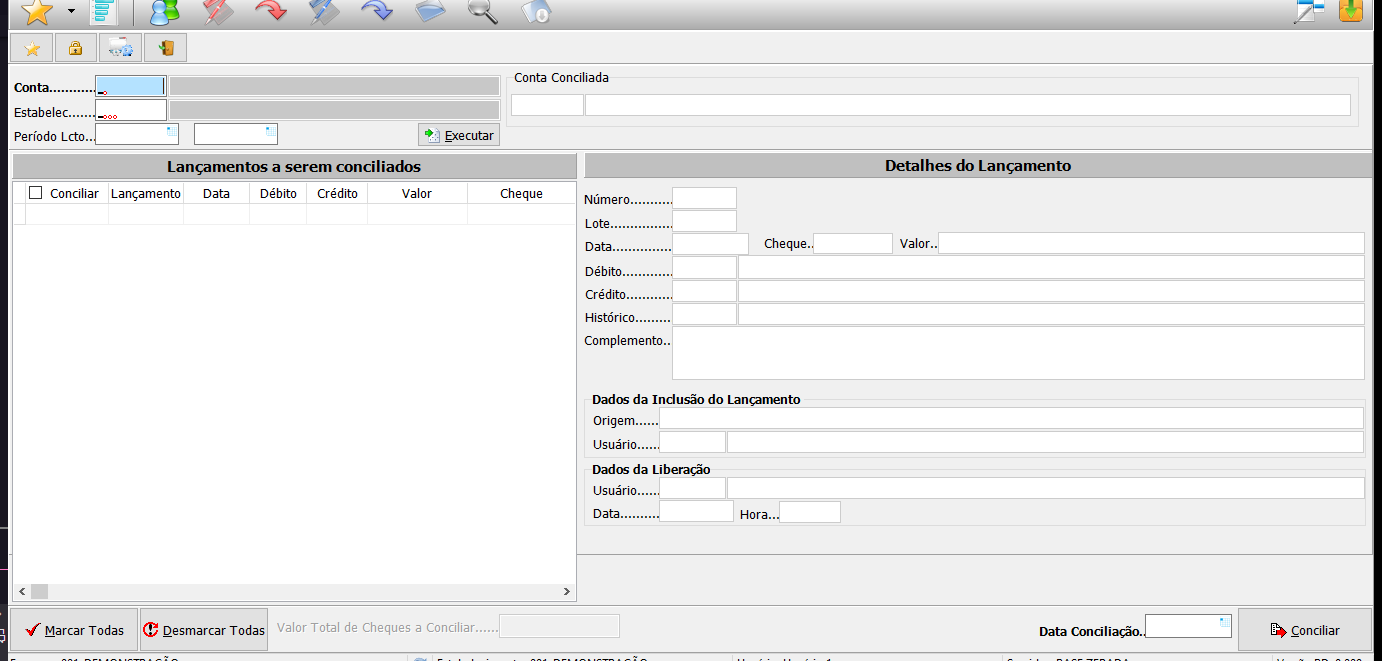 Conta............
Estabelec.......
Período Lcto...
Executar
Conta Conciliada
Lançamentos a serem conciliados
Conciliar Lançamento Data Débito Crédito Valor Cheque
Detalhes do Lançamento
Número..........
Lote...............
Data.............. Cheque.. Valor..
Débito............
Crédito...........
Histórico.........
Complemento..
Dados da Inclusão do Lançamento
Origem......
Usuário......
Dados da Liberação
Usuário......
Data.......... Hora...
Marcar Todas Desmarcar Todas Valor Total de Cheques a Conciliar...... Data Conciliação.. Conciliar